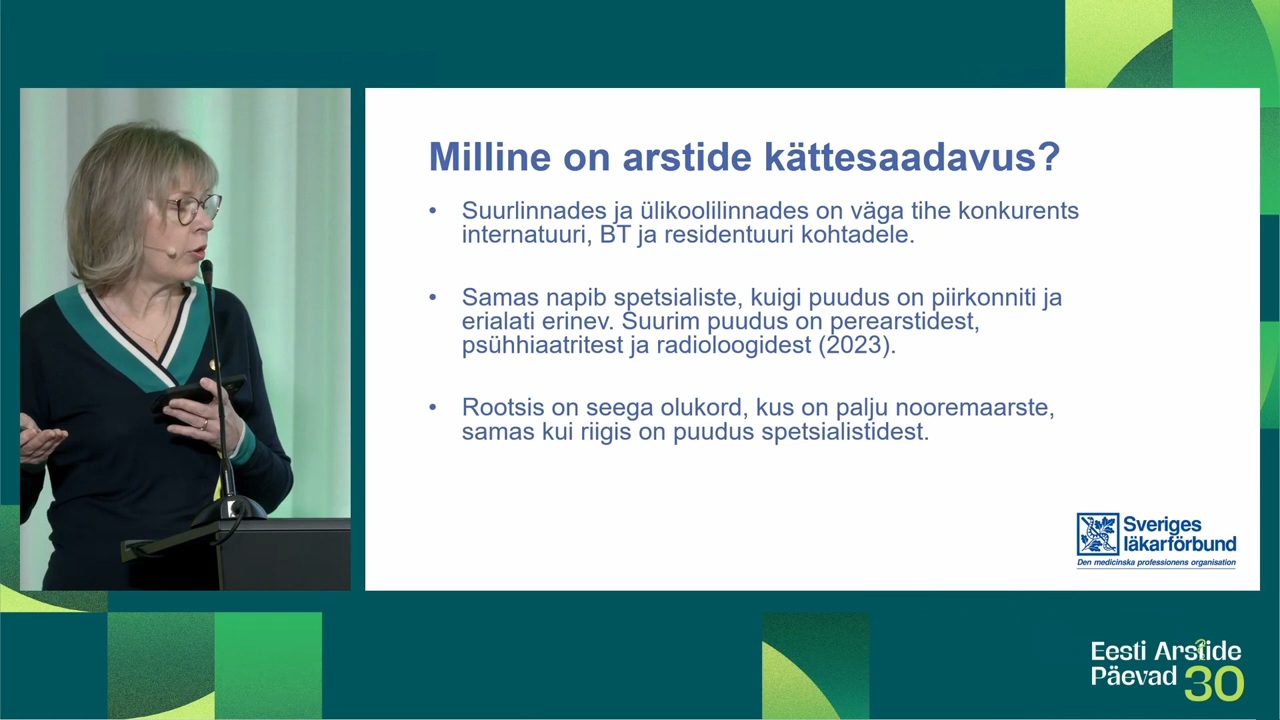 Milline on arstide kättesaadavus?
• Suurlinnades ja ülikoolilinnades on väga tihe konkurents
internatuuri, BT ja residentuuri kohtadele.
• Samas napib spetsialiste, kuigi puudus on piirkonniti ja
erialati erinev. Suurim puudus on perearstidest,
psühhiaatritest ja radioloogidest (2023).
• Rootsis on seega olukord, kus on palju nooremaarste,
samas kui riigis on puudus spetsialistidest.
Sveriges
läkarförbund
Den medicinska professionens organisation
Eesti Arstide
Päevad 30